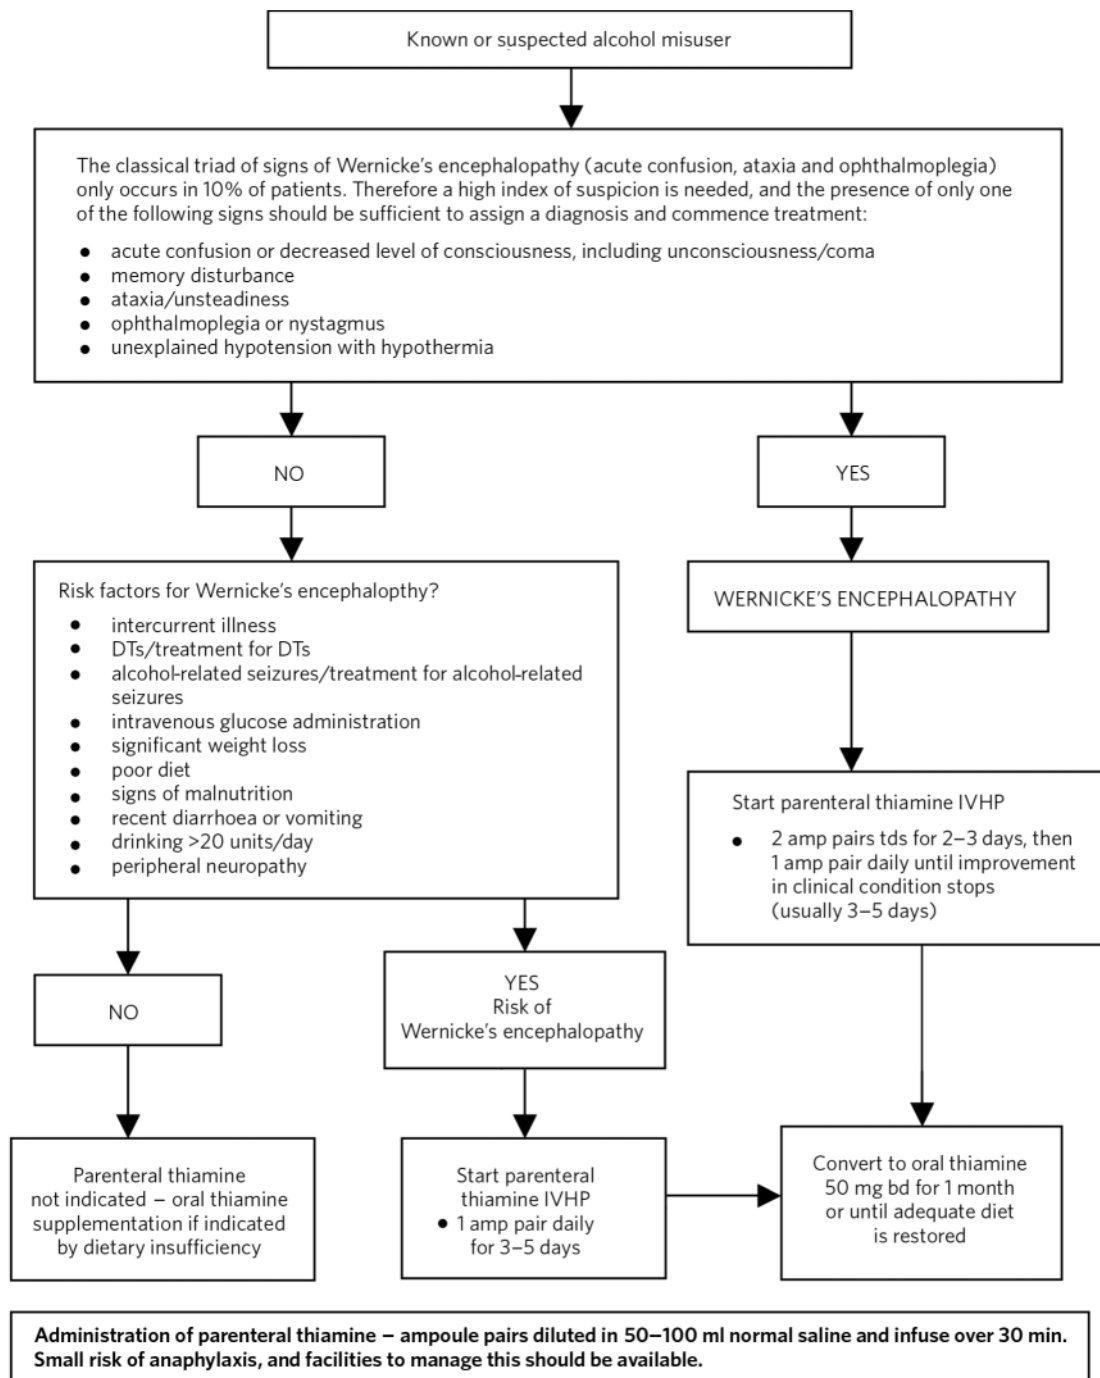 Known or suspected alcohol misuser
The classical triad of signs of Wernicke's encephalopathy (acute confusion, ataxia and ophthalmoplegia)
only occurs in 10% of patients. Therefore a high index of suspicion is needed, and the presence of only one
of the following signs should be sufficient to assign a diagnosis and commence treatment:
● acute confusion or decreased level of consciousness, including unconsciousness/coma
● memory disturbance
● ataxia/unsteadiness
● ophthalmoplegia or nystagmus
● unexplained hypotension with hypothermia
NO
YES
Risk factors for Wernicke's encephalopthy?
● intercurrent illness
● DTs/treatment for DTs
● alcohol-related seizures/treatment for alcohol-related
seizures
● intravenous glucose administration
● significant weight loss
● poor diet
● signs of malnutrition
● recent diarrhoea or vomiting
● drinking >20 units/day
● peripheral neuropathy
WERNICKE'S ENCEPHALOPATHY
Start parenteral thiamine IVHP
● 2 amp pairs tds for 2–3 days, then
1 amp pair daily until improvement
in clinical condition stops
(usually 3–5 days)
NO
YES
Risk of
Wernicke's encephalopathy
Parenteral thiamine
not indicated – oral thiamine
supplementation if indicated
by dietary insufficiency
Start parenteral
thiamine IVHP
● 1 amp pair daily
for 3–5 days
Convert to oral thiamine
50 mg bd for 1 month
or until adequate diet
is restored
Administration of parenteral thiamine – ampoule pairs diluted in 50–100 ml normal saline and infuse over 30 min.
Small risk of anaphylaxis, and facilities to manage this should be available.